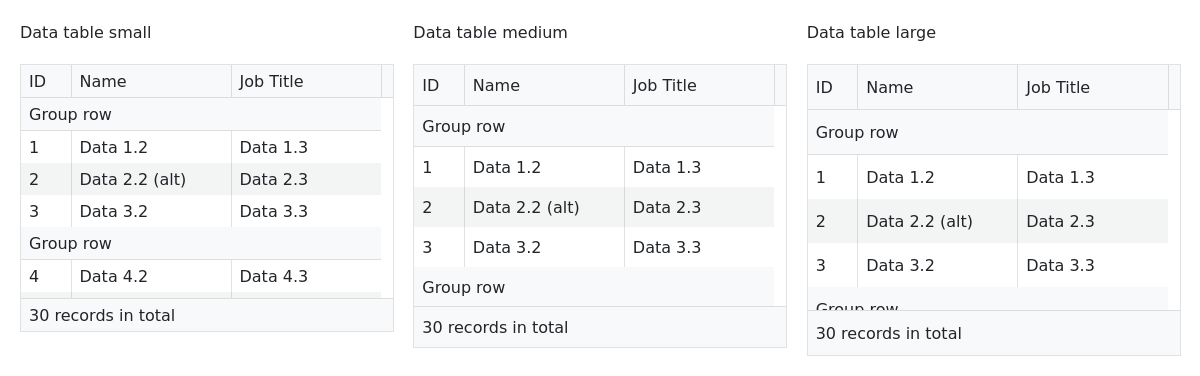 Data table small
ID Name Job Title
Group row
1 Data 1.2 Data 1.3
2 Data 2.2 (alt) Data 2.3
3 Data 3.2 Data 3.3
Group row
4 Data 4.2 Data 4.3
30 records in total
Data table medium
ID Name Job Title
Group row
1 Data 1.2 Data 1.3
2 Data 2.2 (alt) Data 2.3
3 Data 3.2 Data 3.3
Group row
30 records in total
Data table large
ID Name Job Title
Group row
1 Data 1.2 Data 1.3
2 Data 2.2 (alt) Data 2.3
3 Data 3.2 Data 3.3
Group row
30 records in total